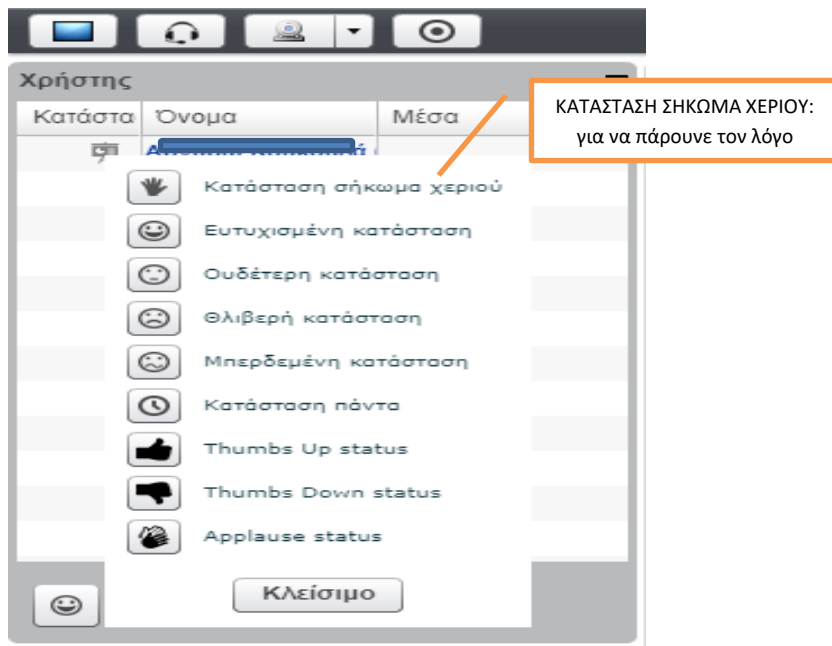 Χρήστης
Κατάστα Όνομα Μέσα
ΚΑΤΑΣΤΑΣΗ ΣΗΚΩΜΑ ΧΕΡΙΟΥ:
για να πάρουνε τον λόγο
Κατάσταση σήκωμα χεριού
Ευτυχισμένη κατάσταση
Ουδέτερη κατάσταση
Θλιβερή κατάσταση
Μπερδεμένη κατάσταση
Κατάσταση πάντα
Thumbs Up status
Thumbs Down status
Applause status
Κλείσιμο